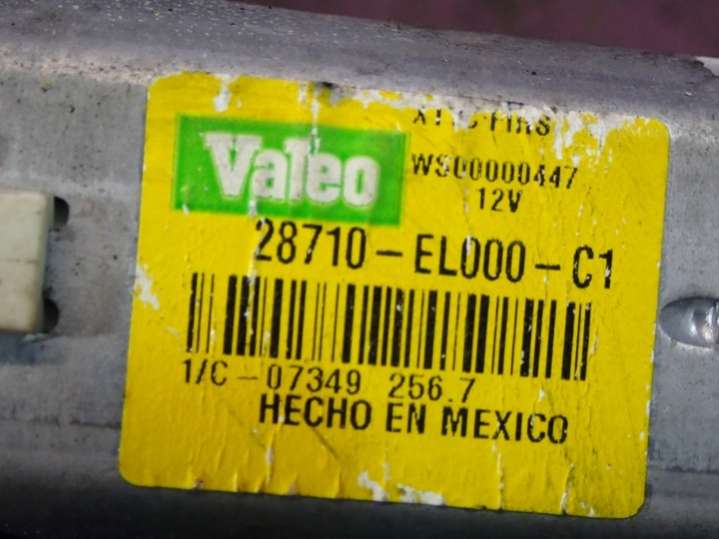 Valeo
WS00000447
12V
28710-EL000-C1
1/C-07349 256.7
HECHO EN MEXICO